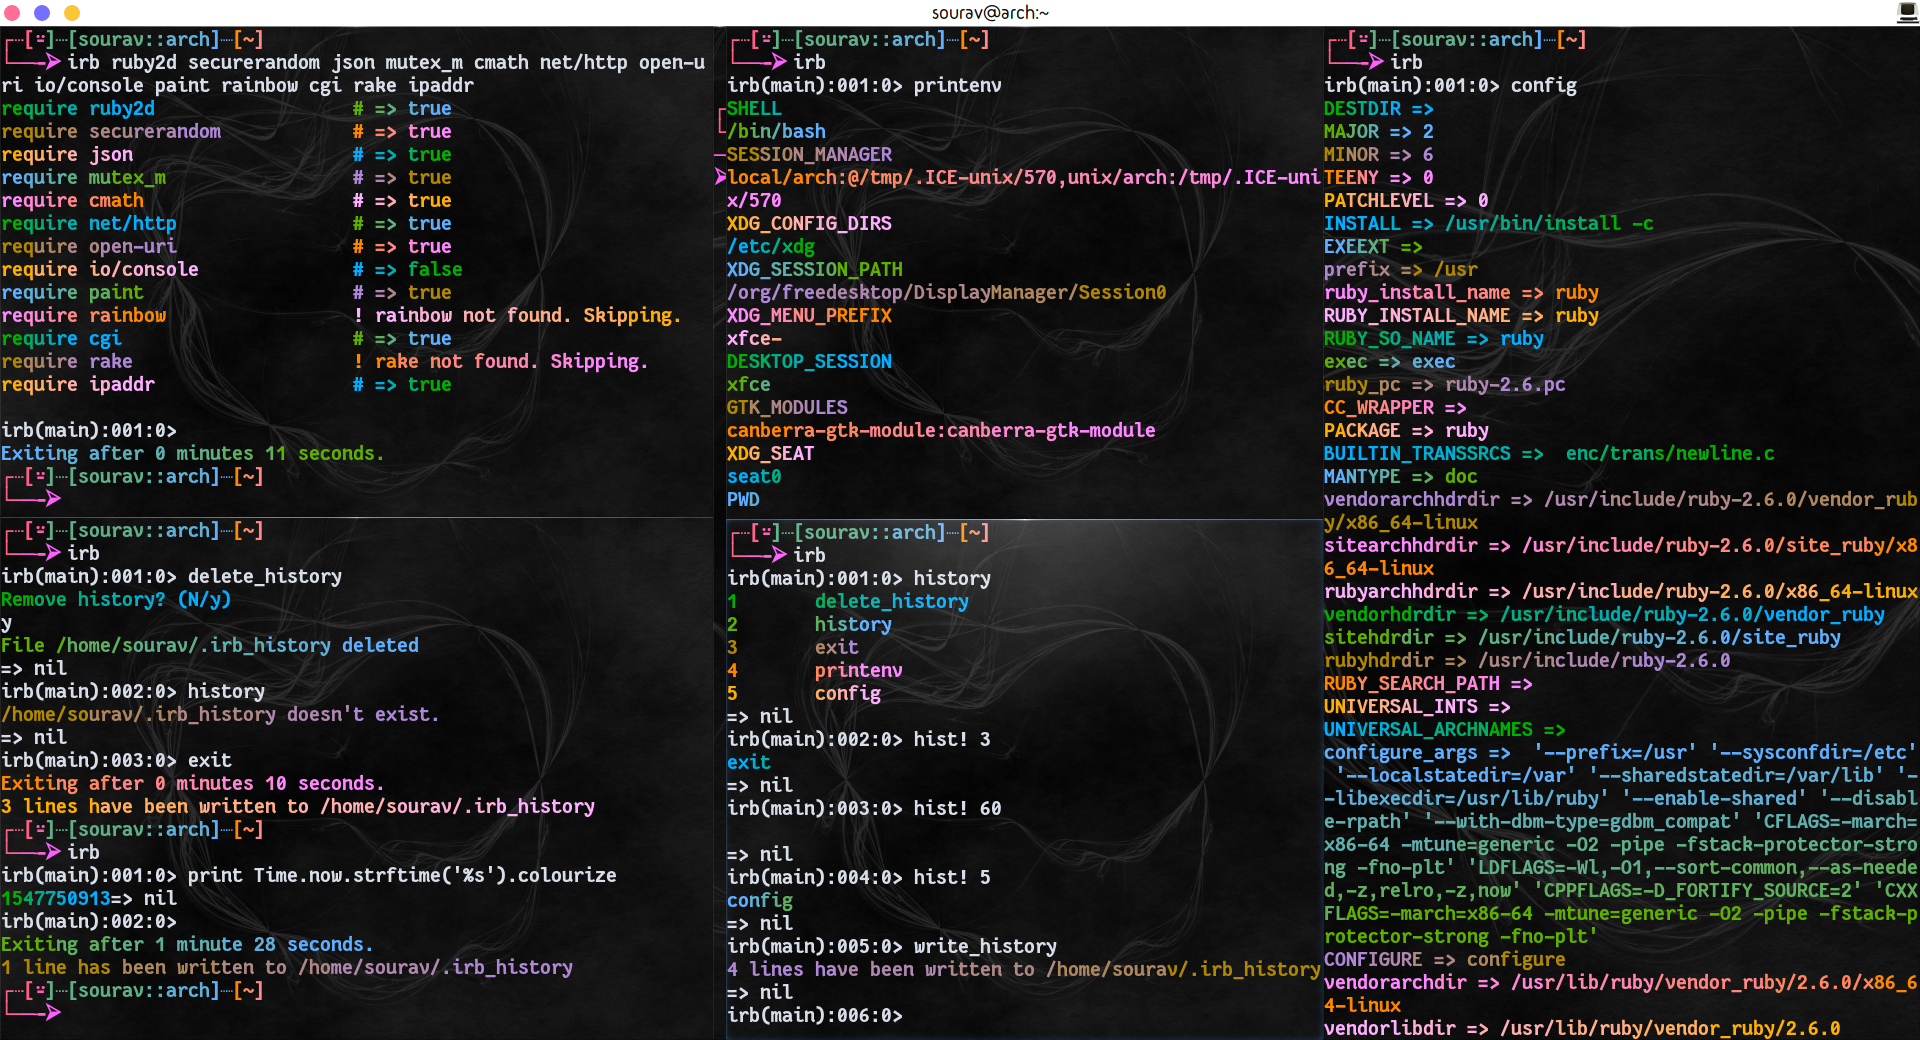 sourav@arch:~
┌┄[•͜•]┄[sourav::arch]┄[~]
└──➤ irb ruby2d securerandom json mutex_m cmath net/http open-u
ri io/console paint rainbow cgi rake ipaddr
require ruby2d # => true
require securerandom # => true
require json # => true
require mutex_m # => true
require cmath # => true
require net/http # => true
require open-uri # => true
require io/console # => false
require paint # => true
require rainbow ! rainbow not found. Skipping.
require cgi # => true
require rake ! rake not found. Skipping.
require ipaddr # => true
irb(main):001:0>
Exiting after 0 minutes 11 seconds.
[sourav::arch]┄[~]
[sourav::arch]┄[~]
irb
irb(main):001:0> delete_history
Remove history? (N/y)
y
File /home/sourav/.irb_history deleted
=> nil
irb(main):002:0> history
/home/sourav/.irb_history doesn't exist.
=> nil
irb(main):003:0> exit
Exiting after 0 minutes 10 seconds.
3 lines have been written to /home/sourav/.irb_history
[sourav::arch]┄[~]
irb
irb(main):001:0> print Time.now.strftime('%s').colourize
1547750913=> nil
irb(main):002:0>
Exiting after 1 minute 28 seconds.
1 line has been written to /home/sourav/.irb_history
[sourav::arch]┄[~]
[sourav::arch]┄[~]
irb
irb(main):001:0> printenv
SHELL
/bin/bash
SESSION_MANAGER
local/arch:@/tmp/.ICE-unix/570,unix/arch:/tmp/.ICE-uni
x/570
XDG_CONFIG_DIRS
/etc/xdg
XDG_SESSION_PATH
/org/freedesktop/DisplayManager/Session0
XDG_MENU_PREFIX
xfce-
DESKTOP_SESSION
xfce
GTK_MODULES
canberra-gtk-module:canberra-gtk-module
XDG_SEAT
seat0
PWD
[sourav::arch]┄[~]
irb
irb(main):001:0> history
1 delete_history
2 history
3 exit
4 printenv
5 config
=> nil
irb(main):002:0> hist! 3
exit
=> nil
irb(main):003:0> hist! 60
=> nil
irb(main):004:0> hist! 5
config
=> nil
irb(main):005:0> write_history
4 lines have been written to /home/sourav/.irb_history
=> nil
irb(main):006:0>
[sourav::arch]┄[~]
irb
irb(main):001:0> config
DESTDIR =>
MAJOR => 2
MINOR => 6
TEENY => 0
PATCHLEVEL => 0
INSTALL => /usr/bin/install -c
EXEEXT =>
prefix => /usr
ruby_install_name => ruby
RUBY_INSTALL_NAME => ruby
RUBY_SO_NAME => ruby
exec => exec
ruby_pc => ruby-2.6.pc
CC_WRAPPER =>
PACKAGE => ruby
BUILTIN_TRANSSRCS =>  enc/trans/newline.c
MANTYPE => doc
vendorarchhdrdir => /usr/include/ruby-2.6.0/vendor_rub
y/x86_64-linux
sitearchhdrdir => /usr/include/ruby-2.6.0/site_ruby/x8
6_64-linux
rubyarchhdrdir => /usr/include/ruby-2.6.0/x86_64-linux
vendorhdrdir => /usr/include/ruby-2.6.0/vendor_ruby
sitehdrdir => /usr/include/ruby-2.6.0/site_ruby
rubyhdrdir => /usr/include/ruby-2.6.0
RUBY_SEARCH_PATH =>
UNIVERSAL_INTS =>
UNIVERSAL_ARCHNAMES =>
configure_args =>  '--prefix=/usr' '--sysconfdir=/etc'
'--localstatedir=/var' '--sharedstatedir=/var/lib' '-
-libexecdir=/usr/lib/ruby' '--enable-shared' '--disabl
e-rpath' '--with-dbm-type=gdbm_compat' 'CFLAGS=-march=
x86-64 -mtune=generic -O2 -pipe -fstack-protector-stro
ng -fno-plt' 'LDFLAGS=-Wl,-O1,--sort-common,--as-neede
d,-z,relro,-z,now' 'CPPFLAGS=-D_FORTIFY_SOURCE=2' 'CXX
FLAGS=-march=x86-64 -mtune=generic -O2 -pipe -fstack-p
rotector-strong -fno-plt'
CONFIGURE => configure
vendorarchdir => /usr/lib/ruby/vendor_ruby/2.6.0/x86_6
4-linux
vendorlibdir => /usr/lib/ruby/vendor_ruby/2.6.0